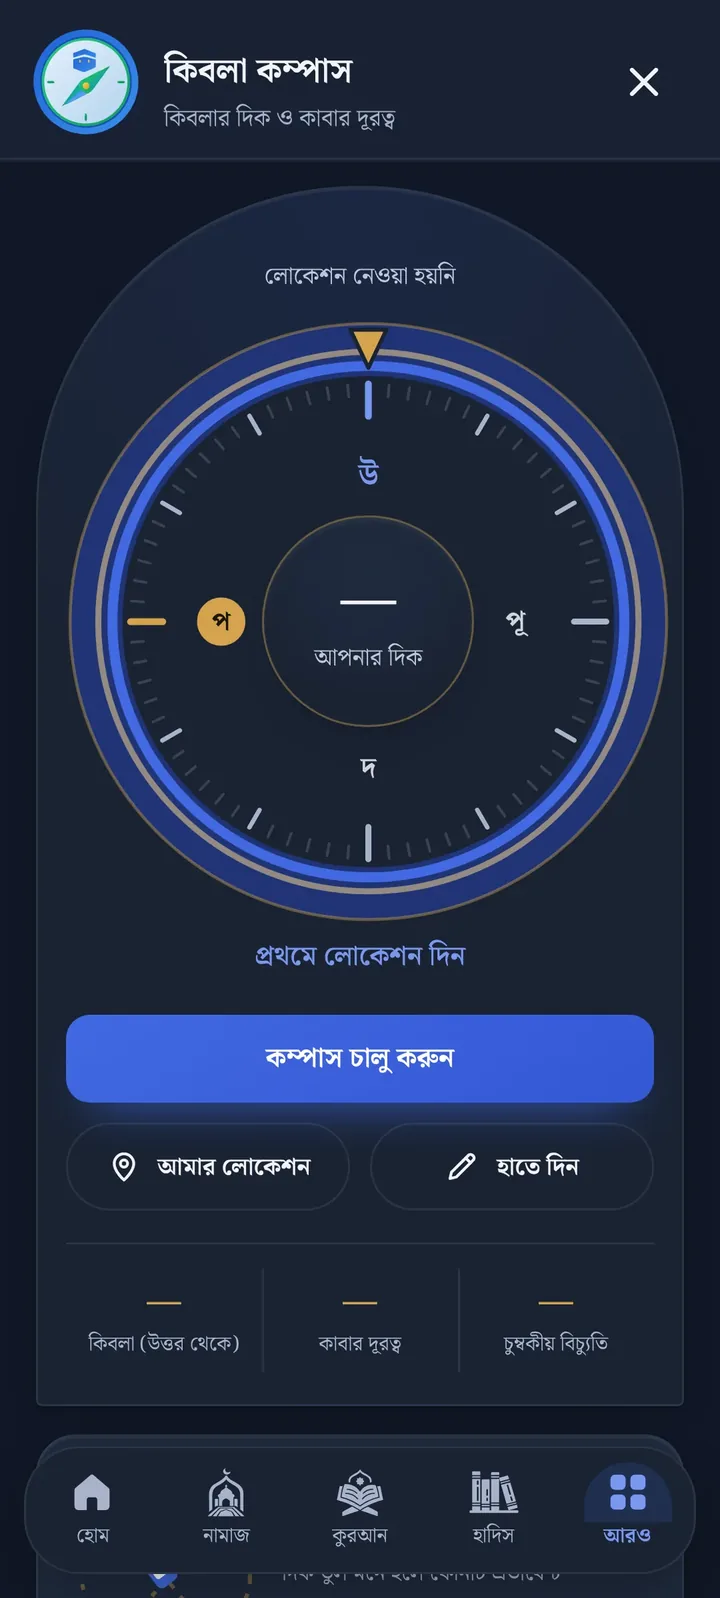 কিবলা কম্পাস
কিবলার দিক ও কাবার দূরত্ব
লোকেশন নেওয়া হয়নি
উ
প
পূ
আপনার দিক
দ
প্রথমে লোকেশন দিন
কম্পাস চালু করুন
আমার লোকেশন
হাতে দিন
কিবলা (উত্তর থেকে)
কাবার দূরত্ব
চুম্বকীয় বিচ্যুতি
হোম
নামাজ
কুরআন
হাদিস
আরও